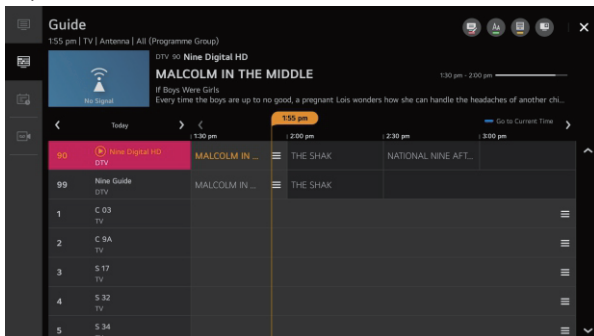 Guide
1:55 pm | TV | Antenna | All (Programme Group)
DTV 90 Nine Digital HD
MALCOLM IN THE MIDDLE
1:30 pm - 2:00 pm
If Boys Were Girls
Every time the boys are up to no good, a pregnant Lois wonders how she can handle the headaches of another chi...
No Signal
Today
1:55 pm
Go to Current Time
1:30 pm
2:00 pm
2:30 pm
3:00 pm
90 Nine Digital HD MALCOLM IN ... THE SHAK NATIONAL NINE AFT...
DTV
99 Nine Guide MALCOLM IN ... THE SHAK
DTV
1 C 03
TV
2 C 9A
TV
3 S 17
TV
4 S 32
TV
5 S 34